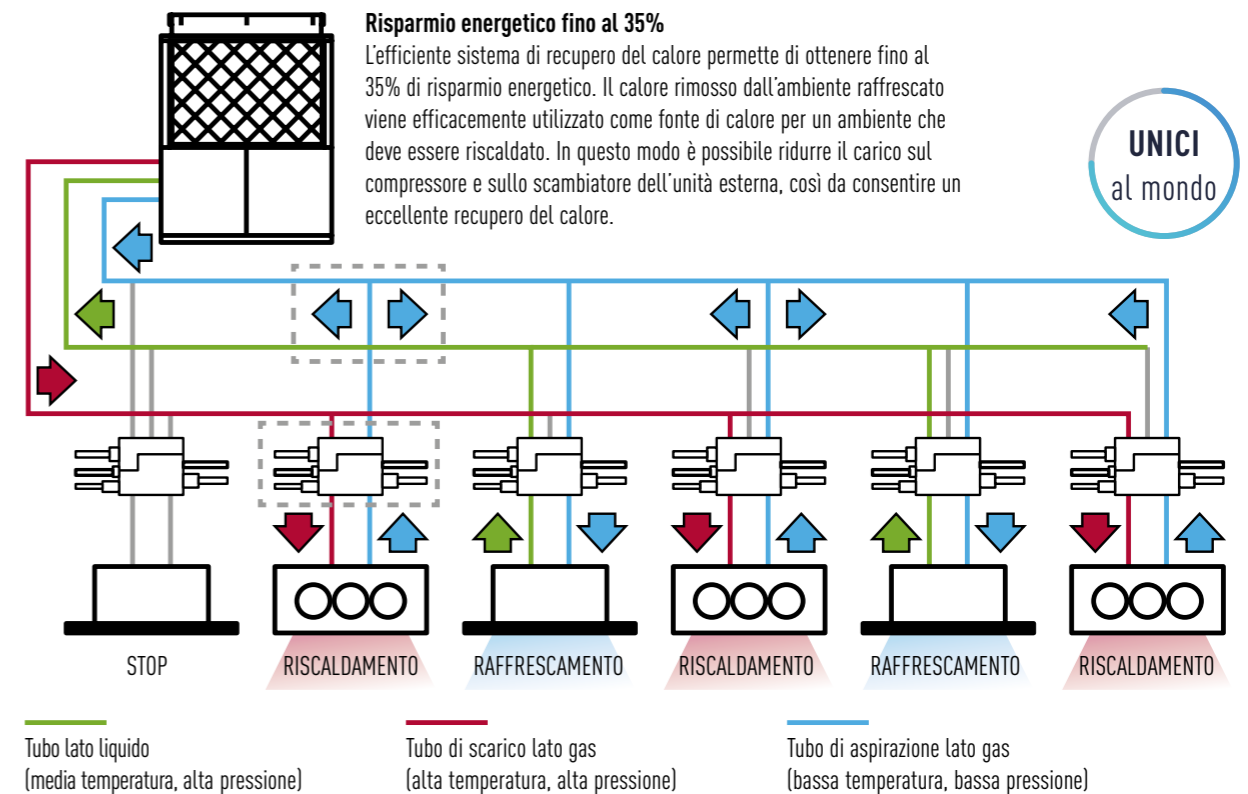 Risparmio energetico fino al 35%
L'efficiente sistema di recupero del calore permette di ottenere fino al
35% di risparmio energetico. Il calore rimosso dall'ambiente raffrescato
viene efficacemente utilizzato come fonte di calore per un ambiente che
deve essere riscaldato. In questo modo è possibile ridurre il carico sul
compressore e sullo scambiatore dell'unità esterna, così da consentire un
eccellente recupero del calore.
UNICI
al mondo
STOP
RISCALDAMENTO
RAFFRESCAMENTO
RISCALDAMENTO
RAFFRESCAMENTO
RISCALDAMENTO
Tubo lato liquido
(media temperatura, alta pressione)
Tubo di scarico lato gas
(alta temperatura, alta pressione)
Tubo di aspirazione lato gas
(bassa temperatura, bassa pressione)